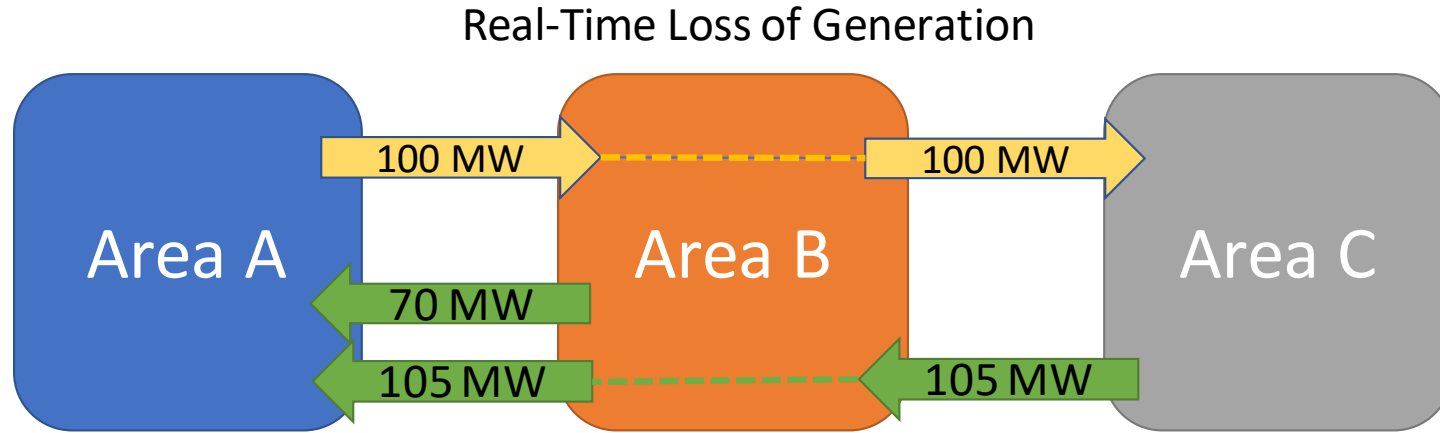 Real-Time Loss of Generation
100 MW
100 MW
Area A
Area B
Area C
70 MW
105 MW
105 MW